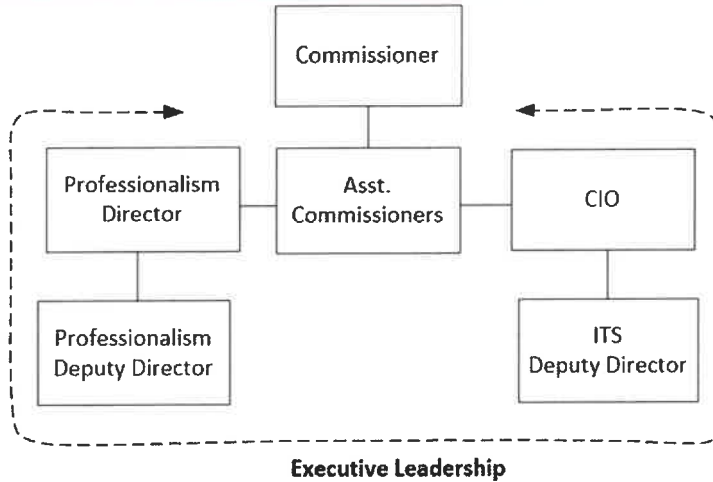 Commissioner
Professionalism
Director
Asst.
Commissioners
CIO
Professionalism
Deputy Director
ITS
Deputy Director
Executive Leadership